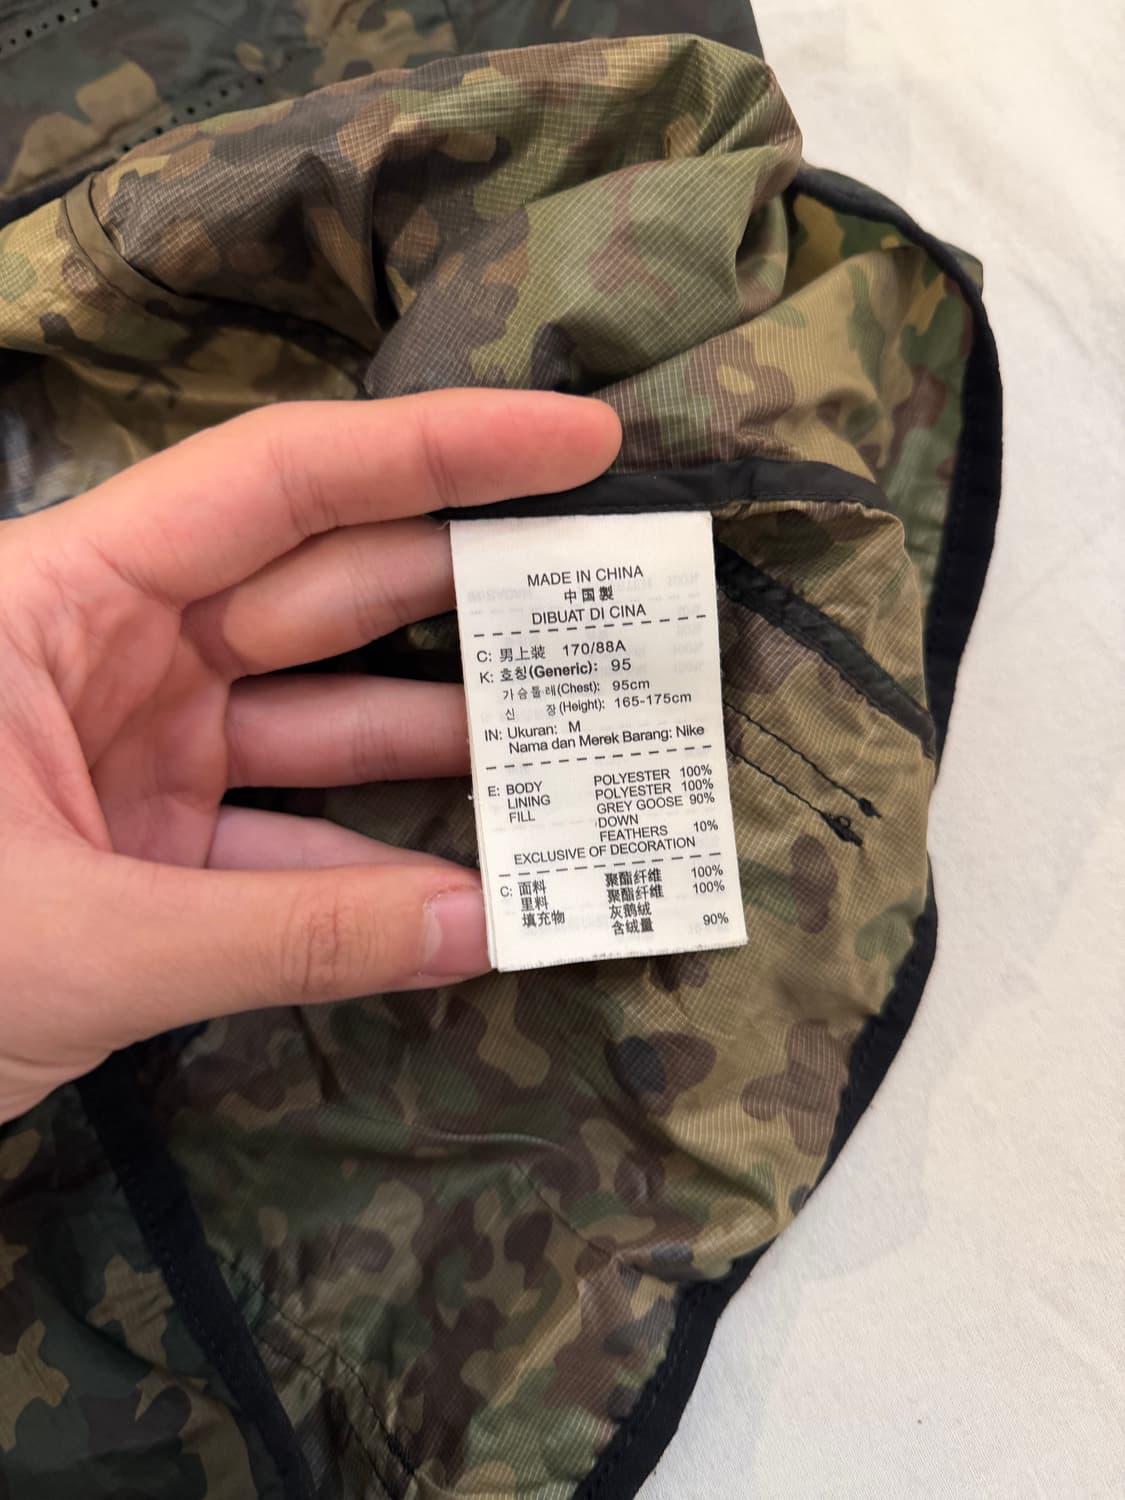 MADE IN CHINA
中国製
DIBUAT DI CINA
C: 男上装 170/88A
K: 호칭(Generic): 95
가슴둘레(Chest): 95cm
신 장(Height): 165-175cm
IN: Ukuran: M
Nama dan Merek Barang: Nike
E: BODY POLYESTER 100%
LINING POLYESTER 100%
FILL GREY GOOSE 90%
DOWN
FEATHERS 10%
EXCLUSIVE OF DECORATION
C: 面料 聚酯纤维 100%
里料 聚酯纤维 100%
填充物 灰鹅绒
含绒量 90%